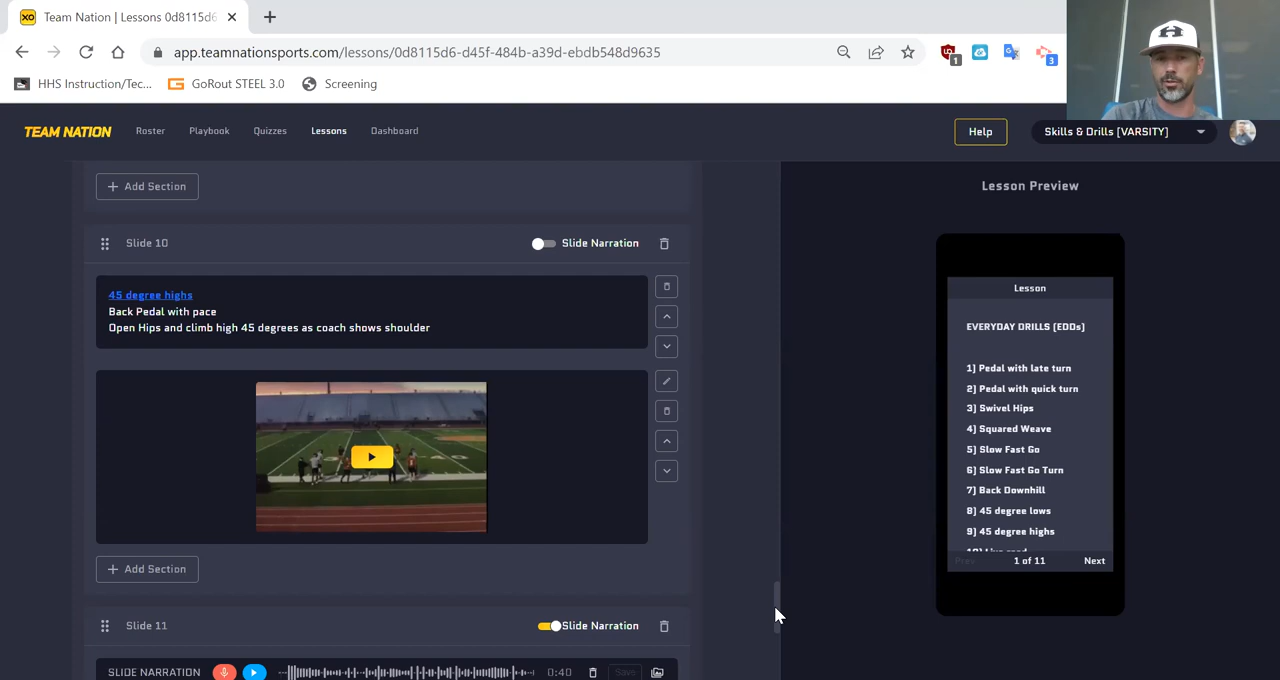 XO Team Nation | Lessons 0d8115d6
app.teamnationsports.com/lessons/0d8115d6-d45f-484b-a39d-ebdb548d9635
1
3
HHS Instruction/Tec...
GoRout STEEL 3.0
Screening
H
TEAM NATION
Roster
Playbook
Quizzes
Lessons
Dashboard
Help
Skills & Drills [VARSITY]
+ Add Section
Slide 10
Slide Narration
45 degree highs
Back Pedal with pace
Open Hips and climb high 45 degrees as coach shows shoulder
+ Add Section
Slide 11
Slide Narration
SLIDE NARRATION
0:40
Save
Lesson Preview
Lesson
EVERYDAY DRILLS [EDDs]
1] Pedal with late turn
2] Pedal with quick turn
3] Swivel Hips
4] Squared Weave
5] Slow Fast Go
6] Slow Fast Go Turn
7] Back Downhill
8] 45 degree lows
9] 45 degree highs
Prev
1 of 11
Next